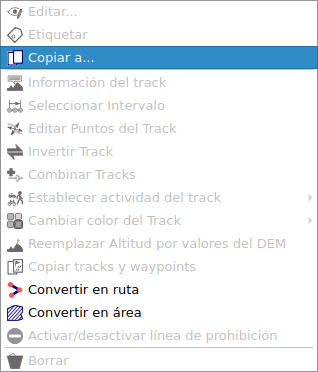 Editar...
Etiquetar
Copiar a...
Información del track
Seleccionar Intervalo
Editar Puntos del Track
Invertir Track
Combinar Tracks
Establecer actividad del track
Cambiar color del Track
Reemplazar Altitud por valores del DEM
Copiar tracks y waypoints
Convertir en ruta
Convertir en área
Activar/desactivar línea de prohibición
Borrar